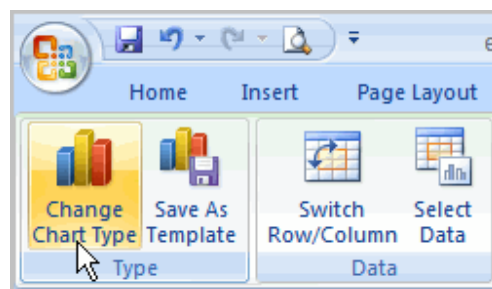 Home Insert Page Layout
Change Chart Type Save As Template Switch Row/Column Select Data
Type Data